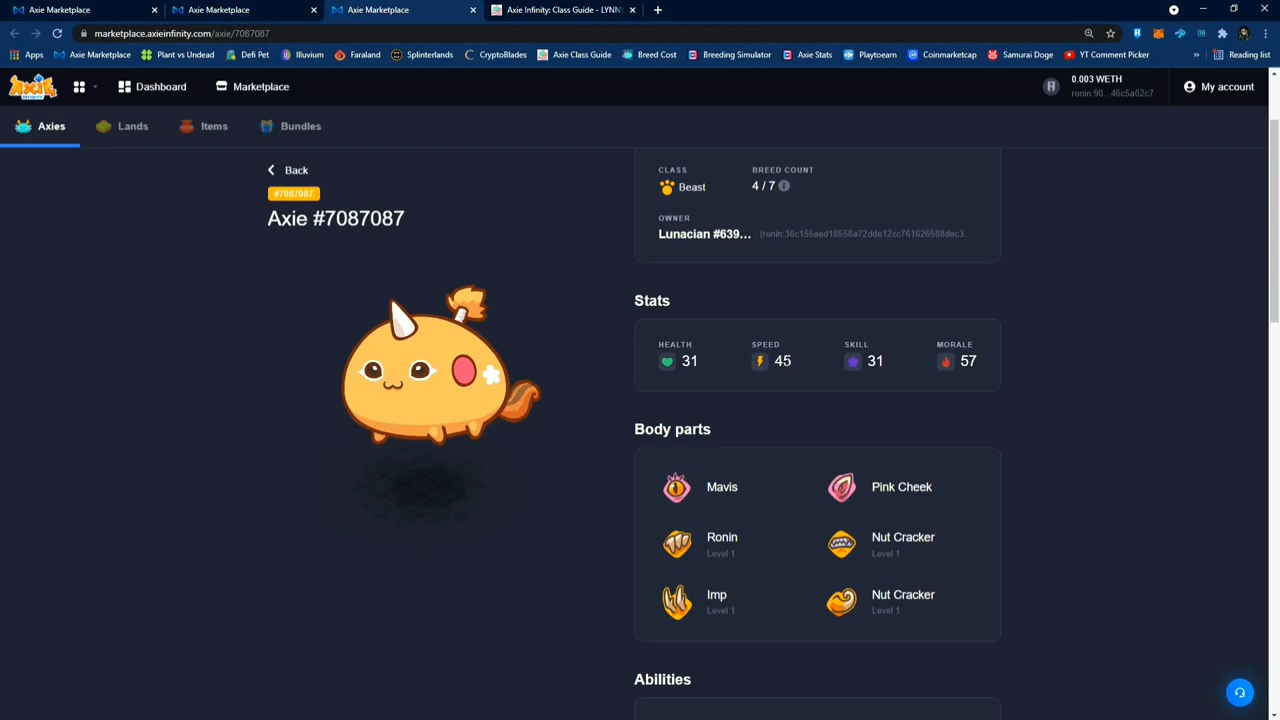 Axie Marketplace
Axie Marketplace
Axie Marketplace
Axie Infinity: Class Guide - LYNN
marketplace.axieinfinity.com/axie/7087087
Apps Axie Marketplace Plant vs Undead Defi Pet Illuvium Faraland Splinterlands CryptoBlades Axie Class Guide Breed Cost Breeding Simulator Axie Stats Playtoearn Coinmarketcap Samurai Doge YT Comment Picker » Reading list
AXIE INFINITY Dashboard Marketplace
0.003 WETH
ronin:90...46c5a02c7
My account
Axies Lands Items Bundles
Back
#7087087
Axie #7087087
CLASS BREED COUNT
Beast 4 / 7
OWNER
Lunacian #639... (ronin:36c155aed18558a72dde12cc761626588dec3...
Stats
HEALTH SPEED SKILL MORALE
31 45 31 57
Body parts
Mavis Pink Cheek
Ronin Nut Cracker
Level 1 Level 1
Imp Nut Cracker
Level 1 Level 1
Abilities